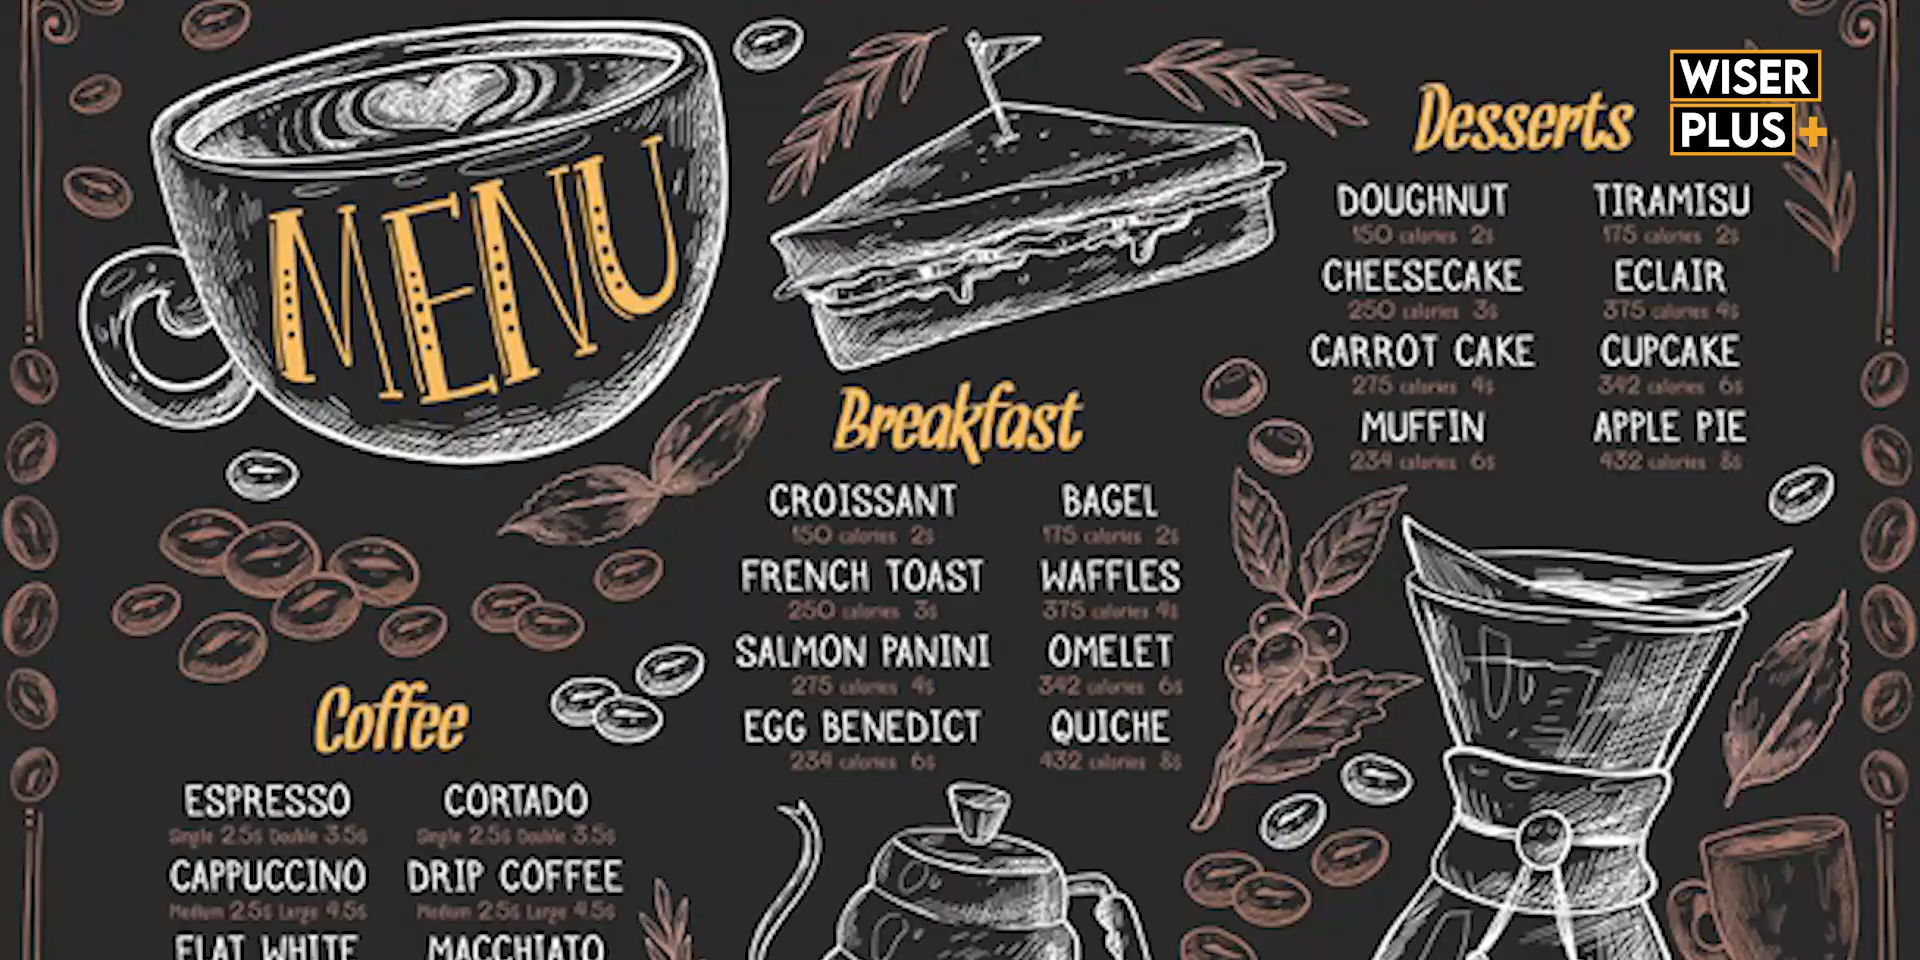 MENU
WISER
PLUS+
Desserts
DOUGHNUT
150 calories 2$
TIRAMISU
175 calories 2$
CHEESECAKE
250 calories 3$
ECLAIR
375 calories 4$
CARROT CAKE
275 calories 4$
CUPCAKE
342 calories 6$
MUFFIN
234 calories 6$
APPLE PIE
432 calories 8$
Breakfast
CROISSANT
150 calories 2$
BAGEL
175 calories 2$
FRENCH TOAST
250 calories 3$
WAFFLES
375 calories 4$
SALMON PANINI
275 calories 4$
OMELET
342 calories 6$
EGG BENEDICT
234 calories 6$
QUICHE
432 calories 8$
Coffee
ESPRESSO
Single 2.5$ Double 3.5$
CORTADO
Single 2.5$ Double 3.5$
CAPPUCCINO
Medium 2.5$ Large 4.5$
DRIP COFFEE
Medium 2.5$ Large 4.5$
FLAT WHITE
MACCHIATO